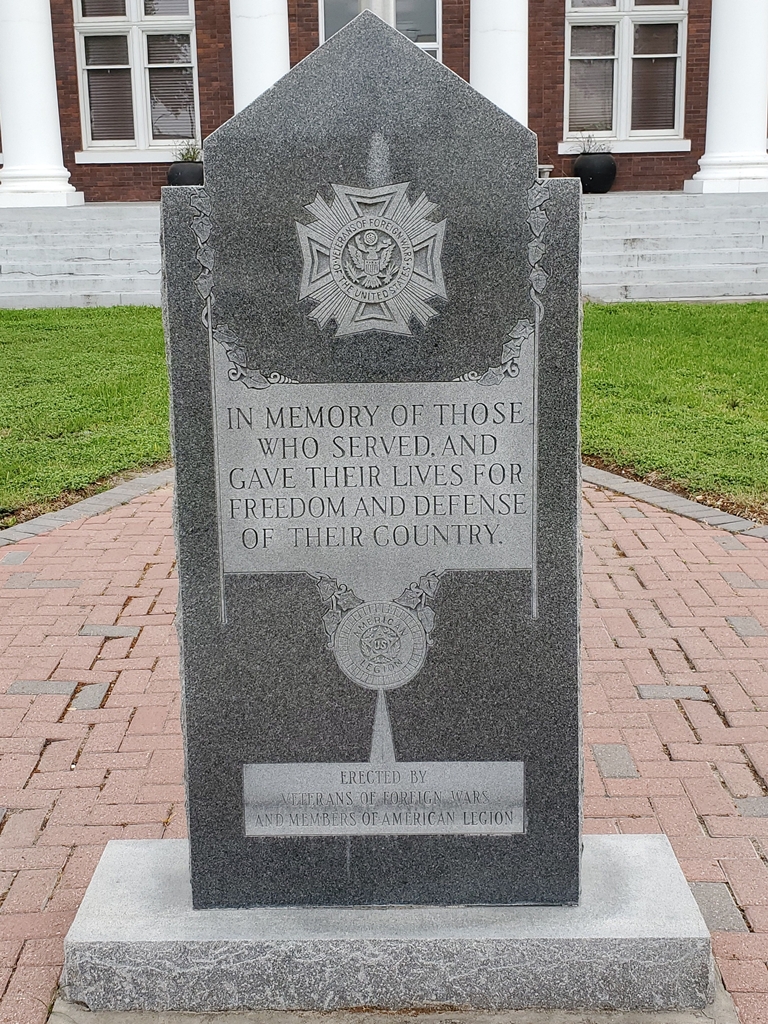 VETERANS OF FOREIGN WARS
OF THE UNITED STATES
IN MEMORY OF THOSE
WHO SERVED, AND
GAVE THEIR LIVES FOR
FREEDOM AND DEFENSE
OF THEIR COUNTRY.
AMERICAN
US
LEGION
ERECTED BY
VETERANS OF FOREIGN WARS
AND MEMBERS OF AMERICAN LEGION